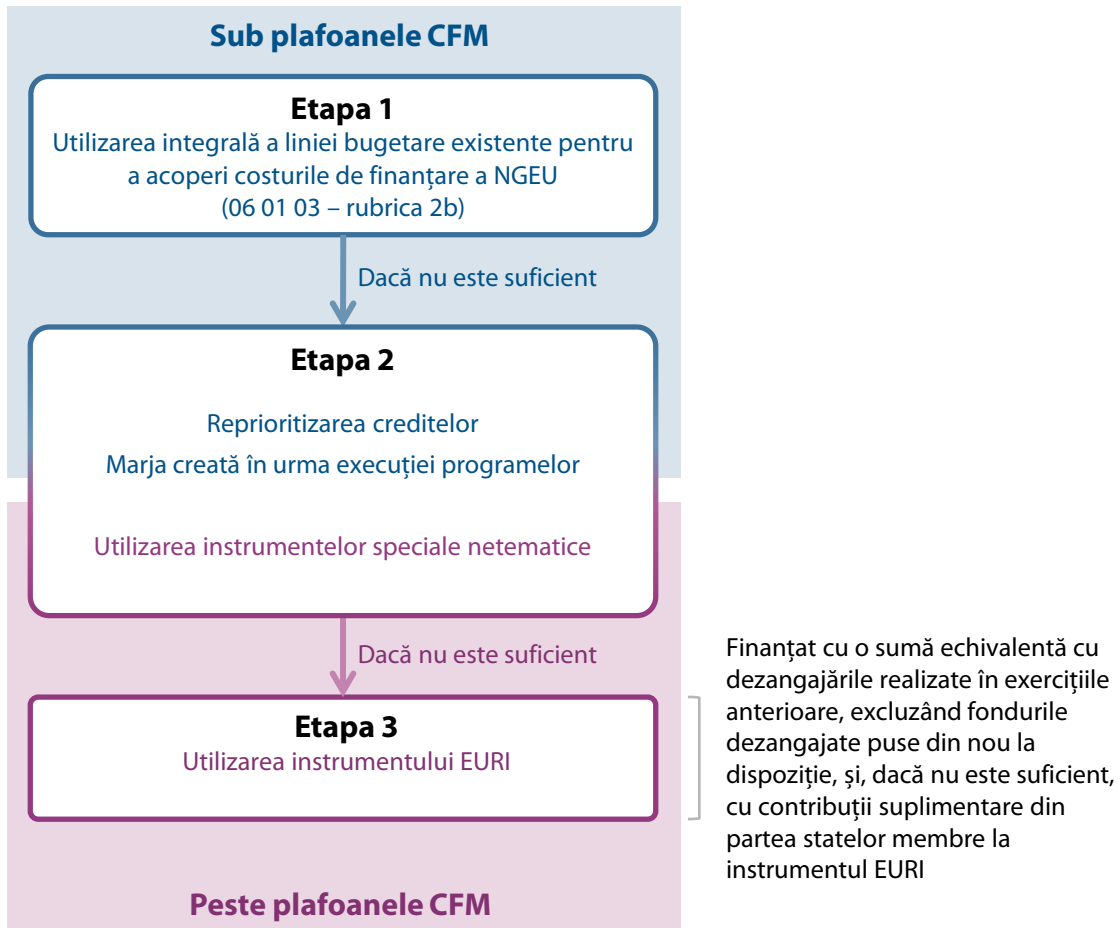 Sub plafoanele CFM
Etapa 1
Utilizarea integrală a liniei bugetare existente pentru
a acoperi costurile de finanțare a NGEU
(06 01 03 – rubrica 2b)
Dacă nu este suficient
Etapa 2
Reprioritizarea creditelor
Marja creată în urma execuției programelor
Utilizarea instrumentelor speciale netematice
Dacă nu este suficient
Etapa 3
Utilizarea instrumentului EURI
Finanțat cu o sumă echivalentă cu
dezangajările realizate în exercițiile
anterioare, excluzând fondurile
dezangajate puse din nou la
dispoziție, și, dacă nu este suficient,
cu contribuții suplimentare din
partea statelor membre la
instrumentul EURI
Peste plafoanele CFM